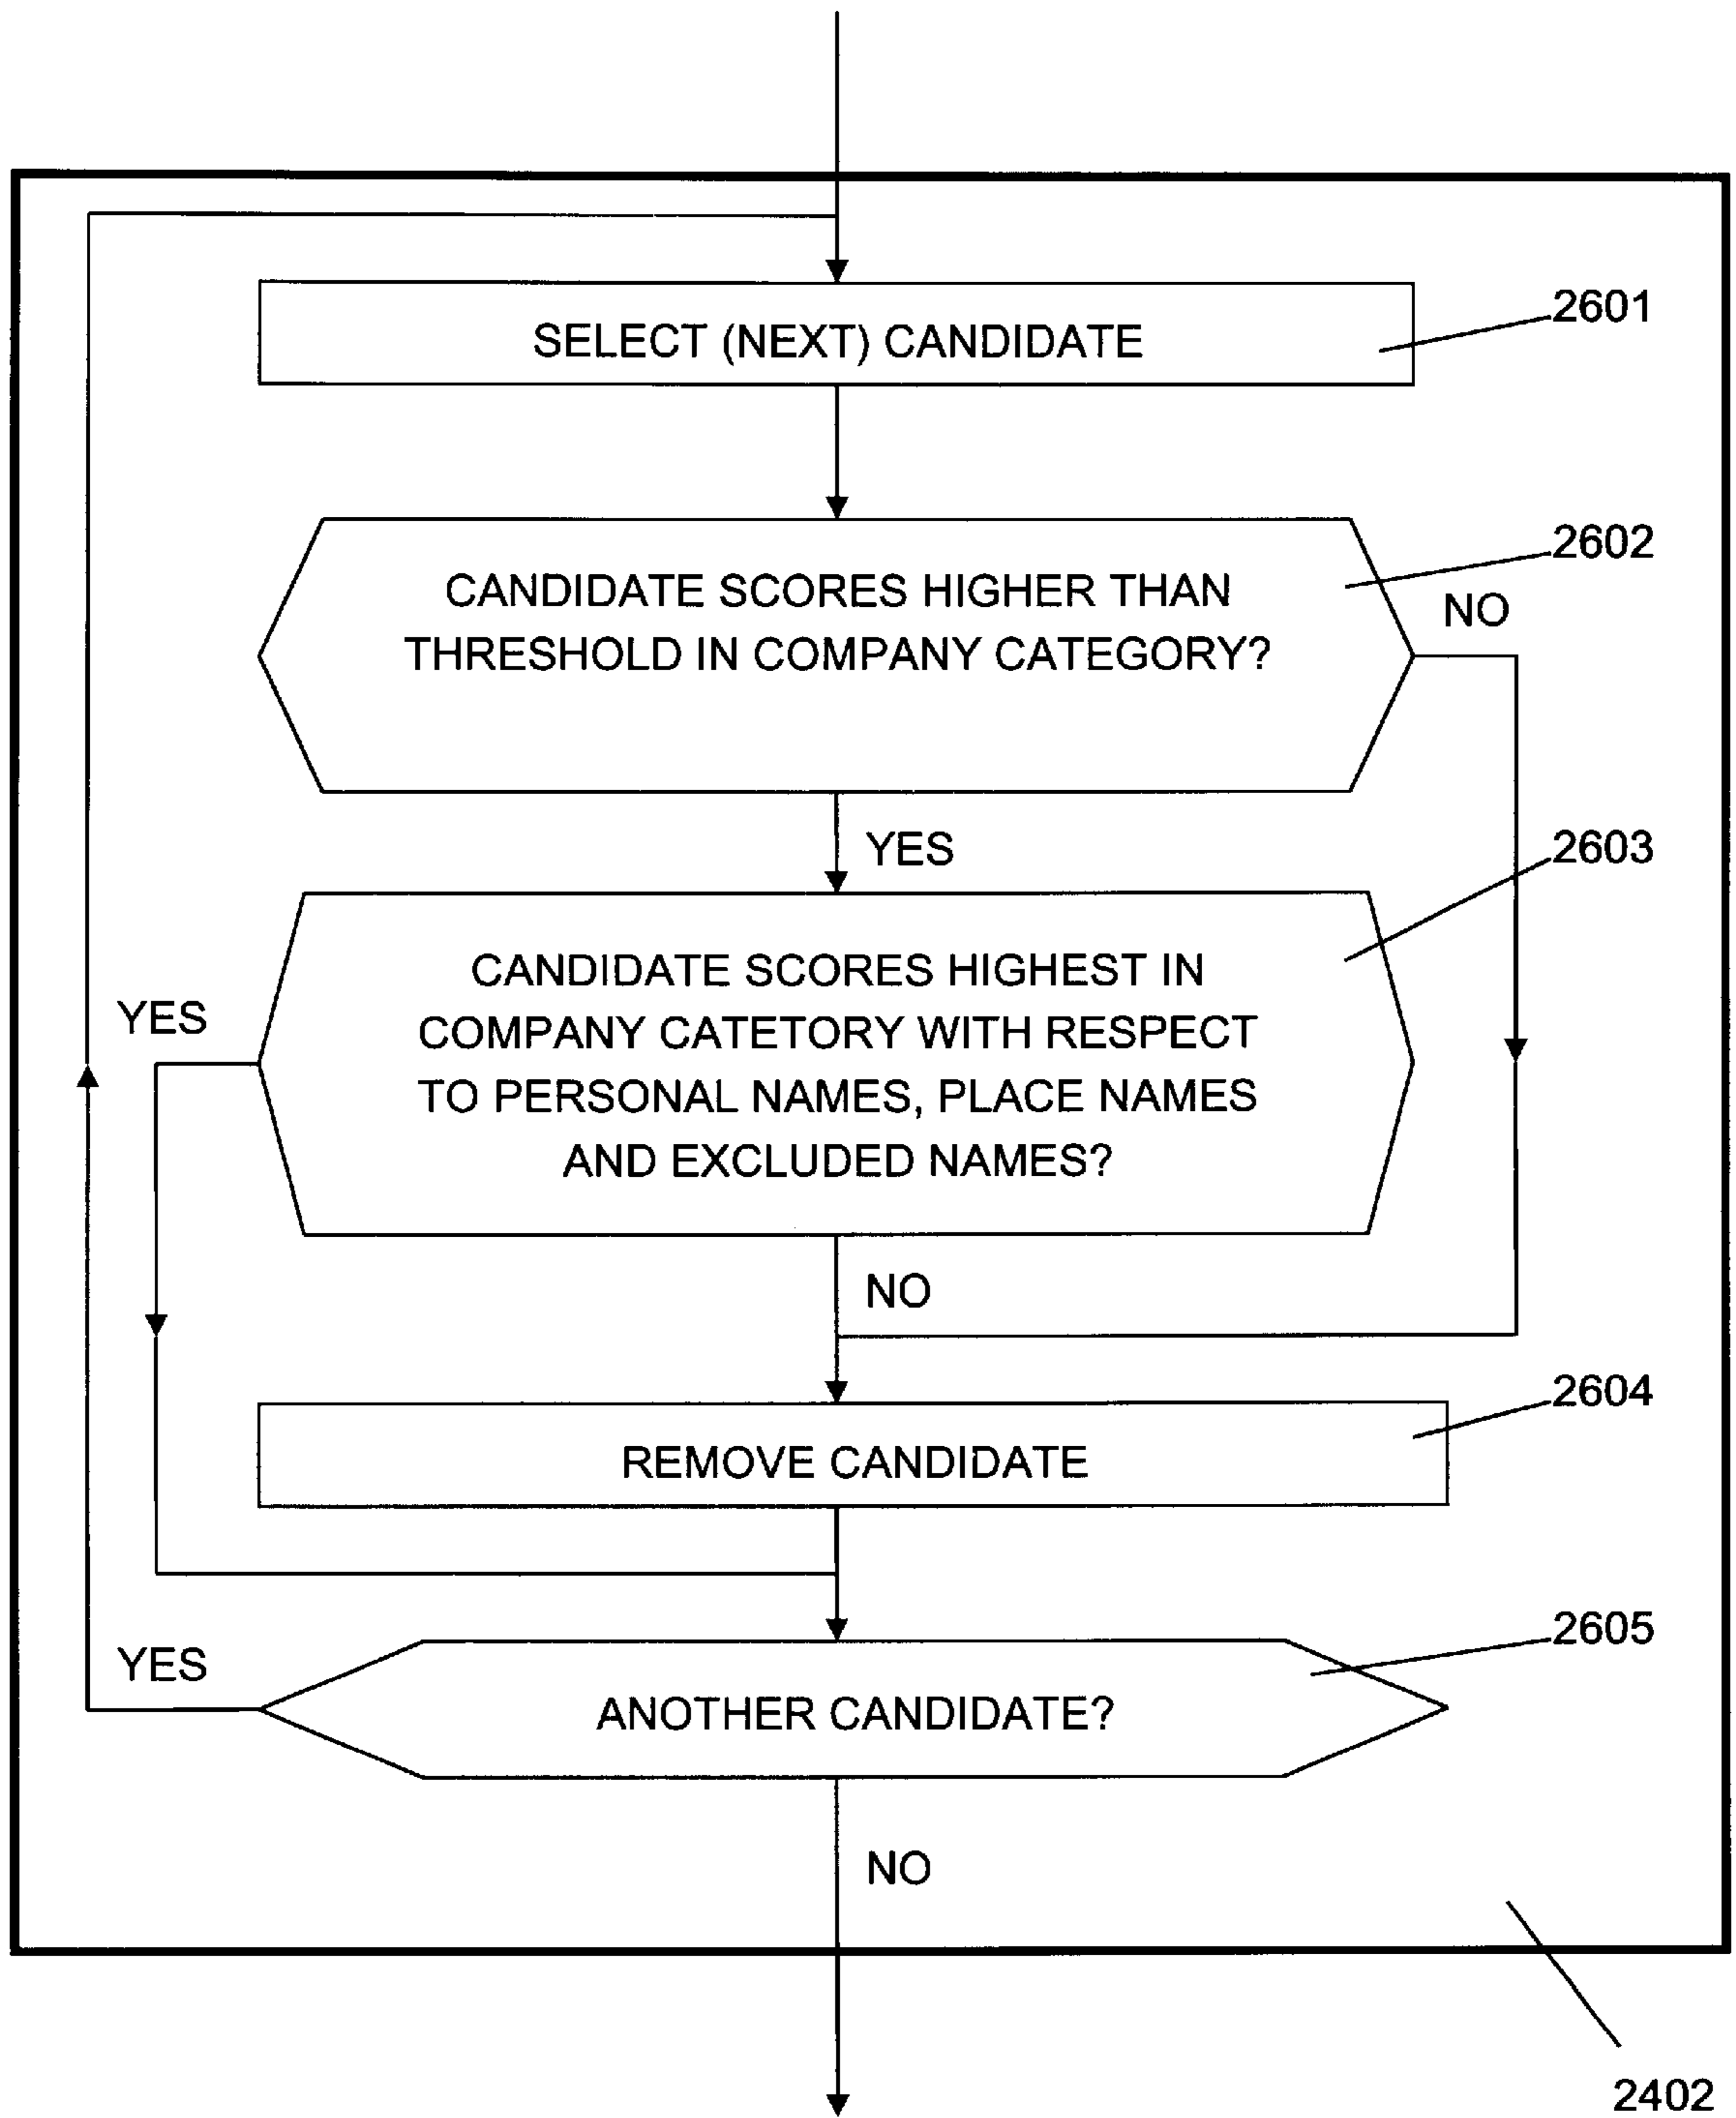 SELECT (NEXT) CANDIDATE
2601
CANDIDATE SCORES HIGHER THAN
THRESHOLD IN COMPANY CATEGORY?
2602
NO
YES
2603
CANDIDATE SCORES HIGHEST IN
COMPANY CATETORY WITH RESPECT
TO PERSONAL NAMES, PLACE NAMES
AND EXCLUDED NAMES?
YES
NO
2604
REMOVE CANDIDATE
2605
YES
ANOTHER CANDIDATE?
NO
2402